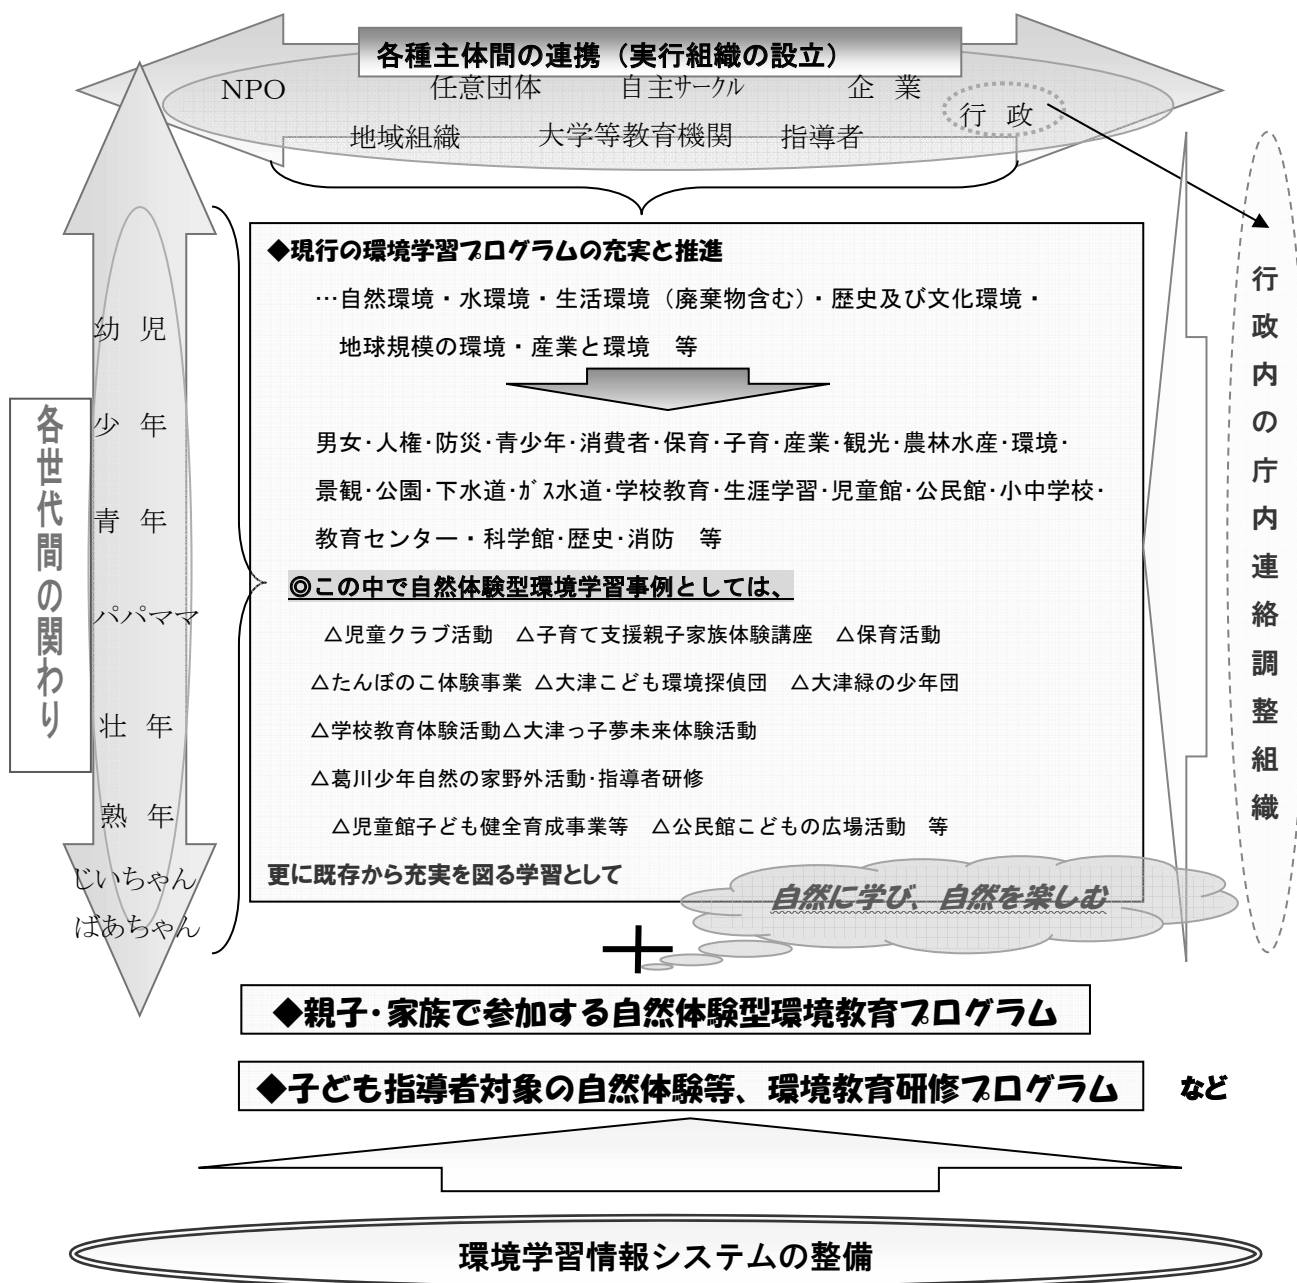 各種主体間の連携（実行組織の設立）
NPO　任意団体　自主サークル　企 業
地域組織　大学等教育機関　指導者　行 政
◆現行の環境学習プログラムの充実と推進
…自然環境・水環境・生活環境（廃棄物含む）・歴史及び文化環境・
地球規模の環境・産業と環境　等
男女・人権・防災・青少年・消費者・保育・子育・産業・観光・農林水産・環境・
景観・公園・下水道・ガス水道・学校教育・生涯学習・児童館・公民館・小中学校・
教育センター・科学館・歴史・消防　等
◎この中で自然体験型環境学習事例としては、
△児童クラブ活動　△子育て支援親子家族体験講座　△保育活動
△たんぼのこ体験事業 △大津こども環境探偵団　△大津緑の少年団
△学校教育体験活動△大津っ子夢未来体験活動
△葛川少年自然の家野外活動・指導者研修
△児童館子ども健全育成事業等　△公民館こどもの広場活動　等
更に既存から充実を図る学習として
自然に学び、自然を楽しむ
各世代間の関わり
幼 児
少 年
青 年
パパママ
壮 年
熟 年
じいちゃん
ばあちゃん
行政内の庁内連絡調整組織
＋
◆親子・家族で参加する自然体験型環境教育プログラム
◆子ども指導者対象の自然体験等、環境教育研修プログラム　など
環境学習情報システムの整備